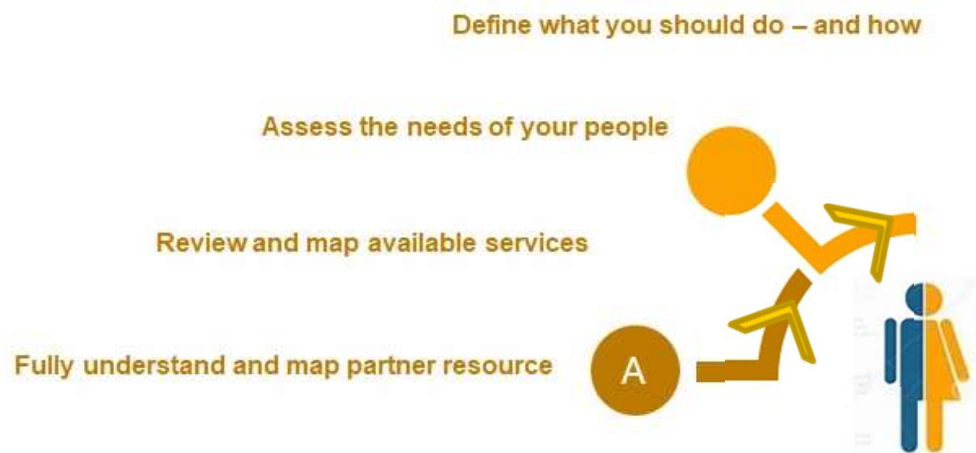 Define what you should do – and how
Assess the needs of your people
Review and map available services
Fully understand and map partner resource
A